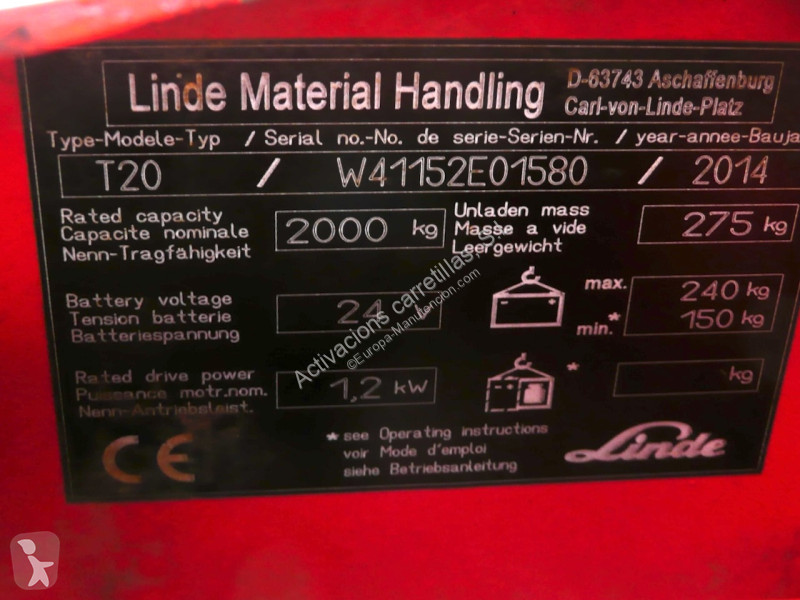 Linde Material Handling
D-63743 Aschaffenburg
Carl-von-Linde-Platz
Type-Modele-Typ / Serial no.-No. de serie-Serien-Nr. / year-annee-Bauja
T20 / W41152E01580 / 2014
Rated capacity
Capacite nominale
Nenn-Tragfähigkeit
2000 kg
Unladen mass
Masse a vide
Leergewicht
275 kg
Battery voltage
Tension batterie
Batteriespannung
24 V
max. 240 kg
* min. 150 kg
Rated drive power
Puissance motr.nom.
Nenn-Antriebsleist.
1,2 kW
* kg
* see Operating instructions
voir Mode d'emploi
siehe Betriebsanleitung
CE
Linde
Activacions carretillas,
©Europa-Manutencion.com